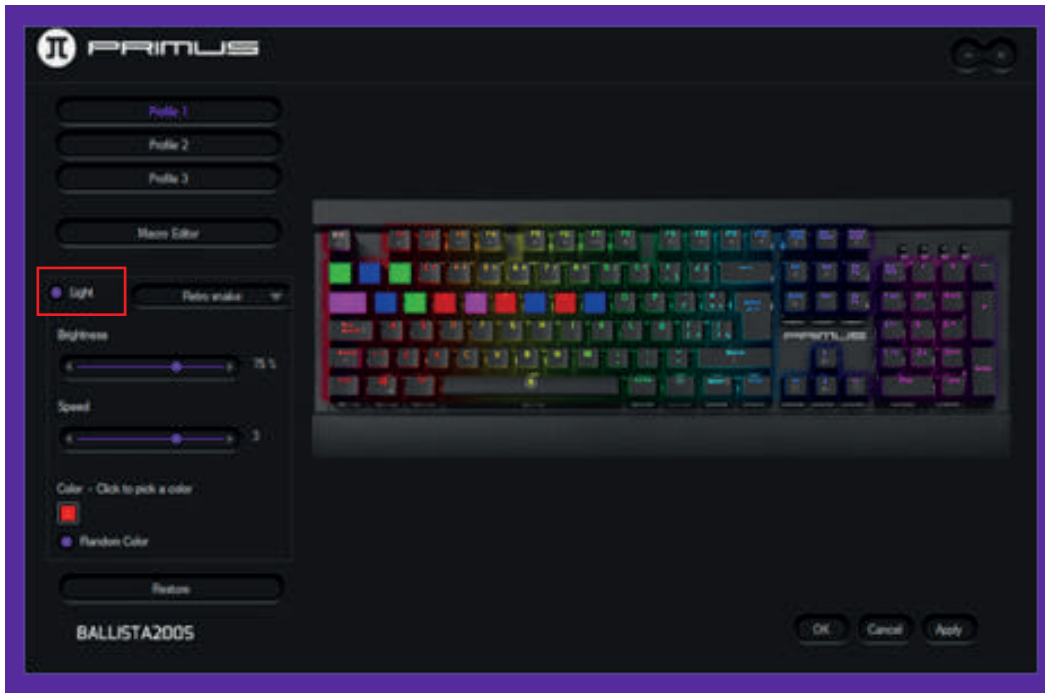 PRIMUS
Profile 1
Profile 2
Profile 3
Macro Editor
Light
Retro snake
Brightness
75 %
Speed
3
Color - Click to pick a color
Random Color
Restore
BALLISTA200S
OK
Cancel
Apply
PRIMUS